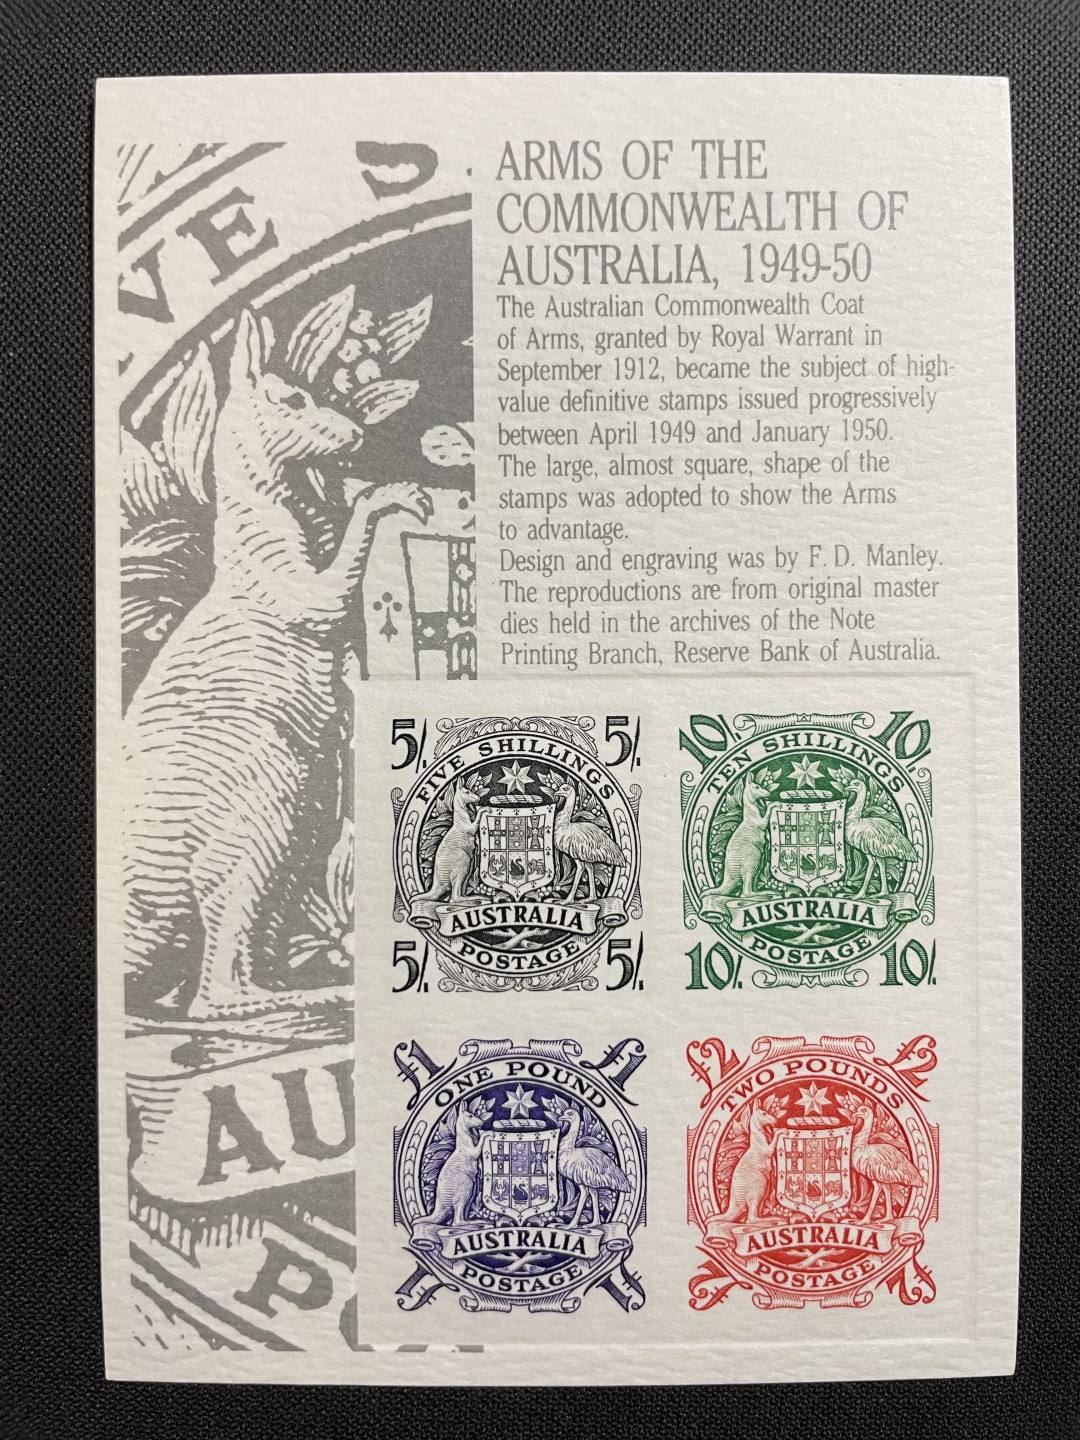 ARMS OF THE
COMMONWEALTH OF
AUSTRALIA, 1949-50
The Australian Commonwealth Coat
of Arms, granted by Royal Warrant in
September 1912, became the subject of high-
value definitive stamps issued progressively
between April 1949 and January 1950.
The large, almost square, shape of the
stamps was adopted to show the Arms
to advantage.
Design and engraving was by F. D. Manley.
The reproductions are from original master
dies held in the archives of the Note
Printing Branch, Reserve Bank of Australia.
VE S
AU
PO
5/. 5/.
FIVE SHILLINGS
AUSTRALIA
POSTAGE
5/. 5/.
10/. 10/.
TEN SHILLINGS
AUSTRALIA
POSTAGE
10/. 10/.
£1 £1
ONE POUND
AUSTRALIA
POSTAGE
£2 £2
TWO POUNDS
AUSTRALIA
POSTAGE